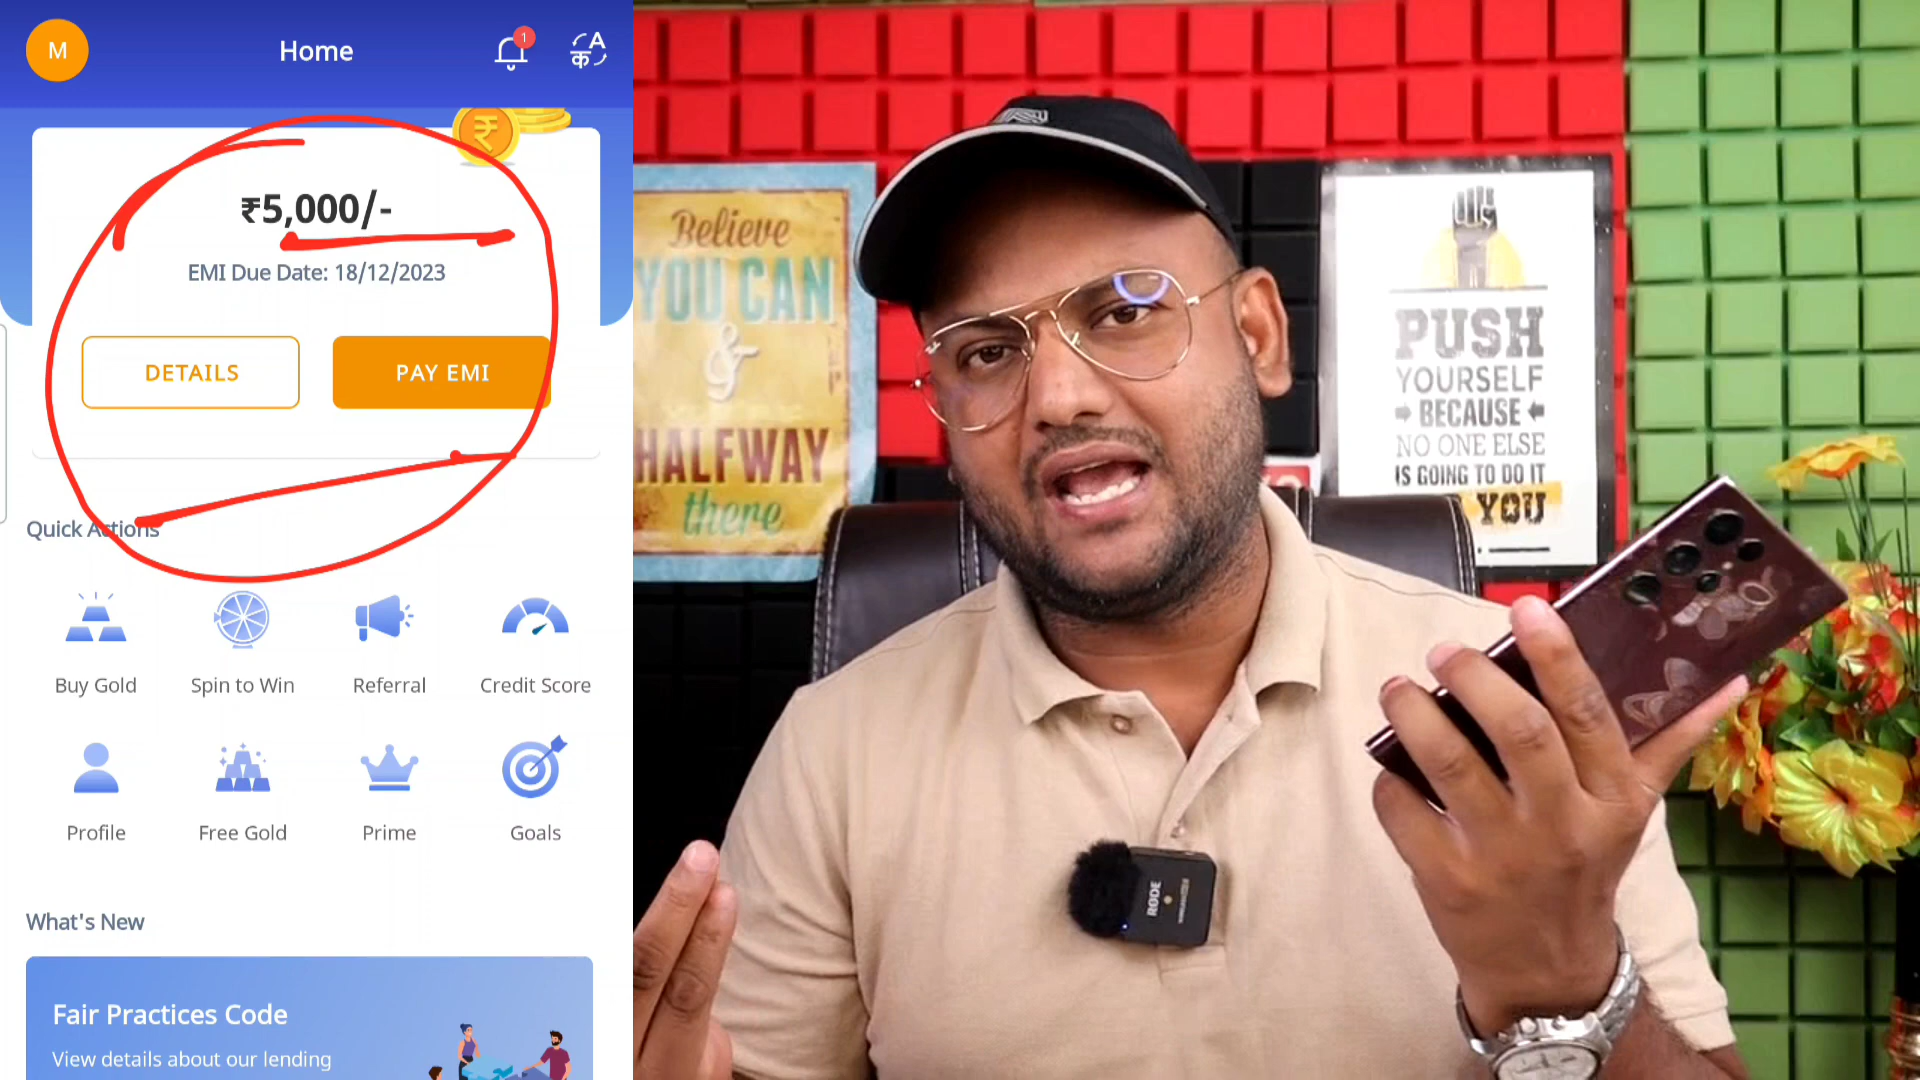 M
Home
1
A
क
₹
₹5,000/-
EMI Due Date: 18/12/2023
DETAILS
PAY EMI
Quick Actions
Buy Gold
Spin to Win
Referral
Credit Score
Profile
Free Gold
Prime
Goals
What's New
Fair Practices Code
View details about our lending
Believe
YOU CAN
&
HALFWAY
there
PUSH
YOURSELF
BECAUSE
NO ONE ELSE
IS GOING TO DO IT
YOU
RODE